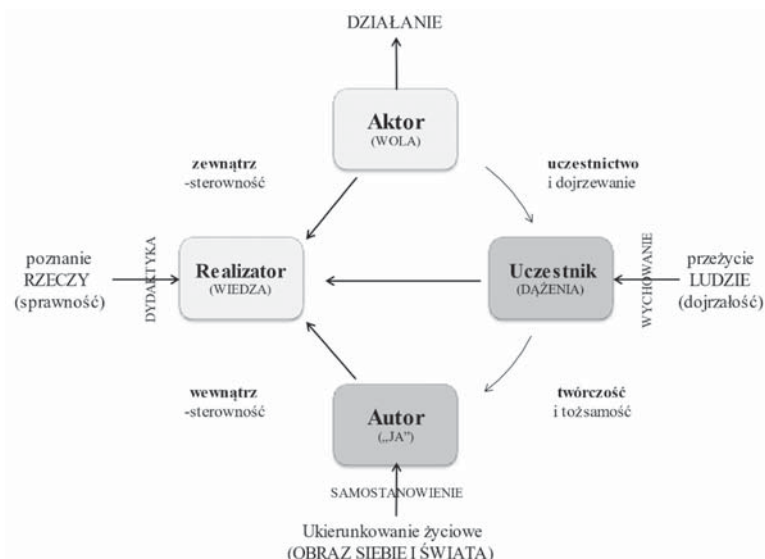 DZIAŁANIE
Aktor
(WOLA)
zewnątrz
-sterowność
uczestnictwo
i dojrzewanie
poznanie
RZECZY
(sprawność)
DYDAKTYKA
Realizator
(WIEDZA)
Uczestnik
(DĄŻENIA)
WYCHOWANIE
przeżycie
LUDZIE
(dojrzałość)
wewnątrz
-sterowność
twórczość
i tożsamość
Autor
(„JA”)
SAMOSTANOWIENIE
Ukierunkowanie życiowe
(OBRAZ SIEBIE I ŚWIATA)